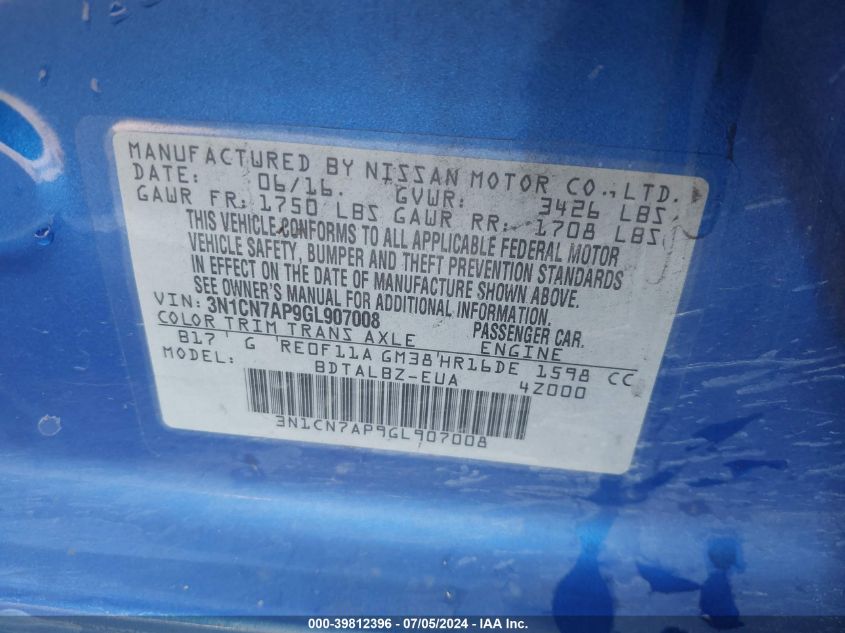 MANUFACTURED BY NISSAN MOTOR CO., LTD.
DATE: 06/16. GVWR: 3426 LBS
GAWR FR: 1750 LBS GAWR RR: 1708 LBS
THIS VEHICLE CONFORMS TO ALL APPLICABLE FEDERAL MOTOR
VEHICLE SAFETY, BUMPER AND THEFT PREVENTION STANDARDS
IN EFFECT ON THE DATE OF MANUFACTURE SHOWN ABOVE.
SEE OWNER'S MANUAL FOR ADDITIONAL INFORMATION.
VIN: 3N1CN7AP9GL907008 PASSENGER CAR.
COLOR TRIM TRANS AXLE ENGINE
B17 G RE0F11A GM38 HR16DE 1598 CC
MODEL: BDTALBZ-EUA 4Z000
3N1CN7AP9GL907008
000-39812396 - 07/05/2024 - IAA Inc.